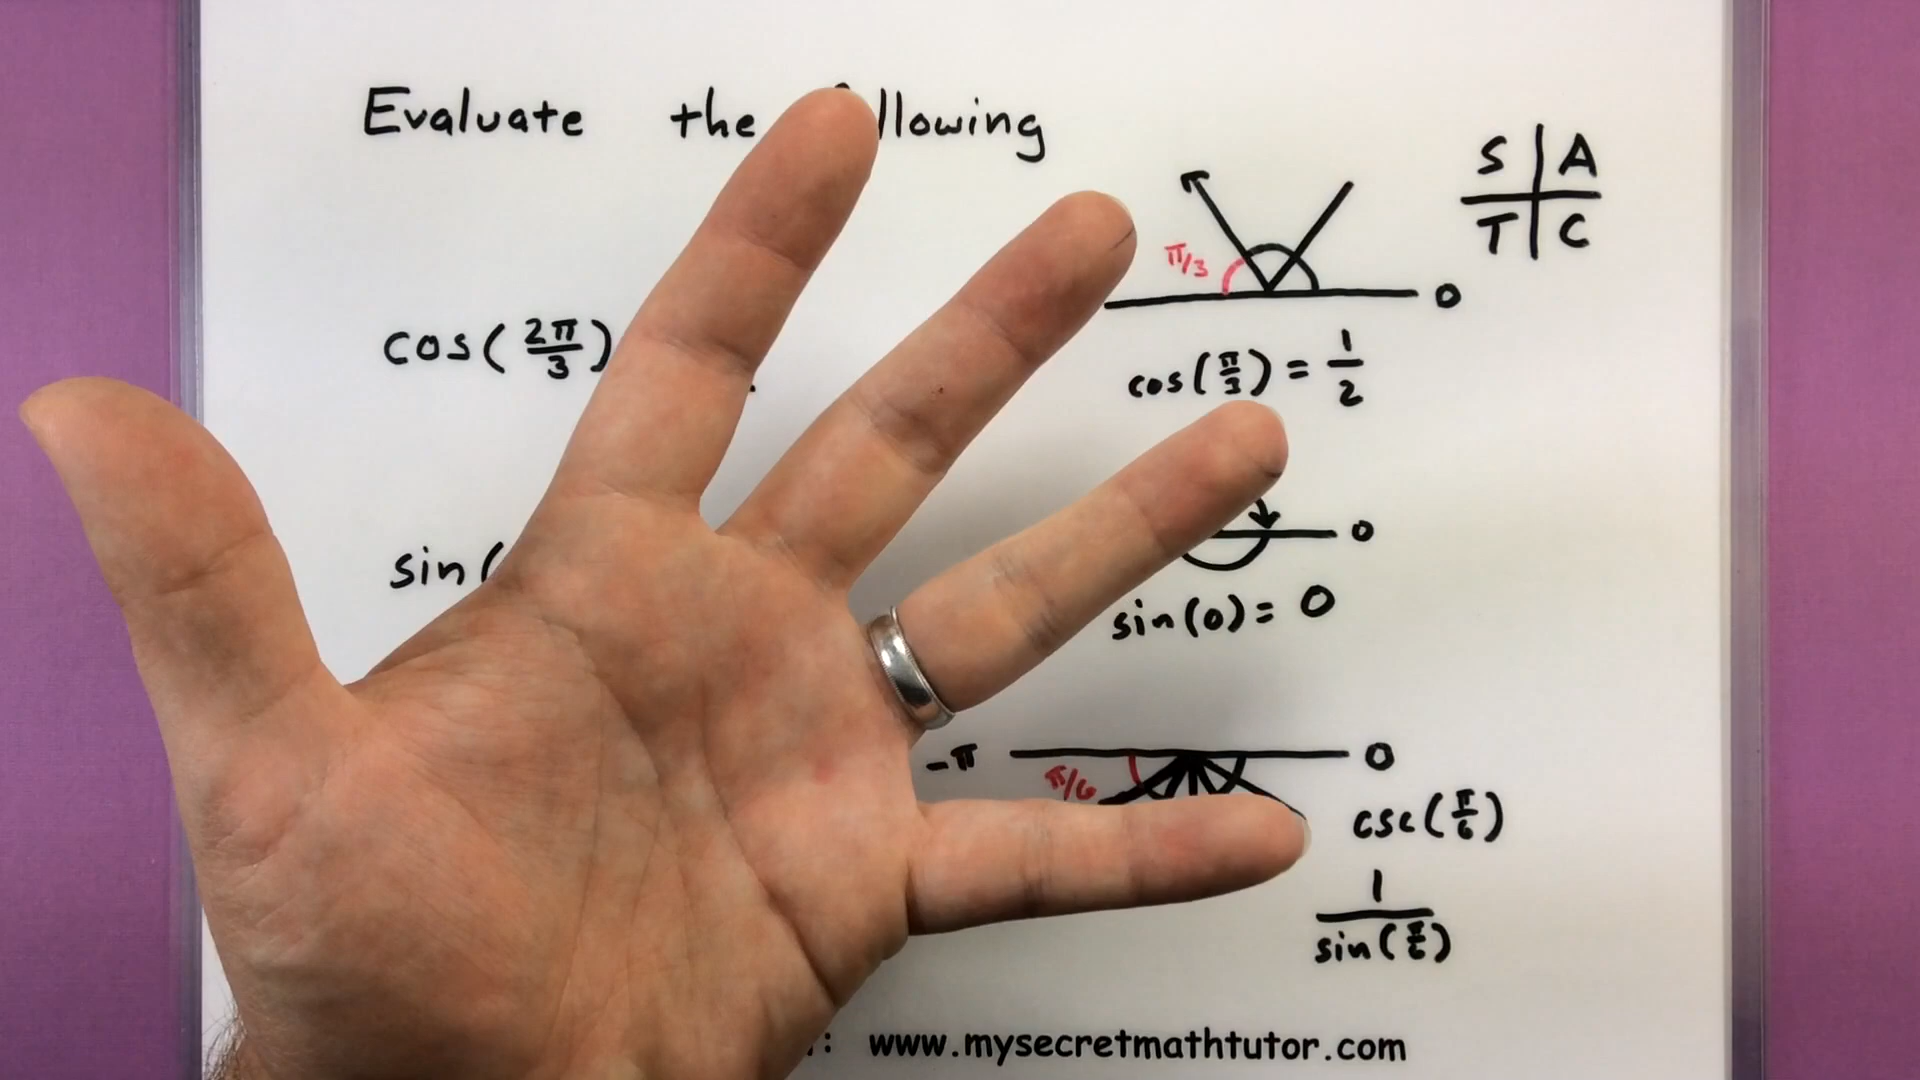 Evaluate the llowing
S A
T C
π/3
0
cos(2π/3)
cos(π/3) = 1/2
0
sin(
sin(0) = 0
-π 0
π/6
csc(π/6)
1/sin(π/6)
: www.mysecretmathtutor.com